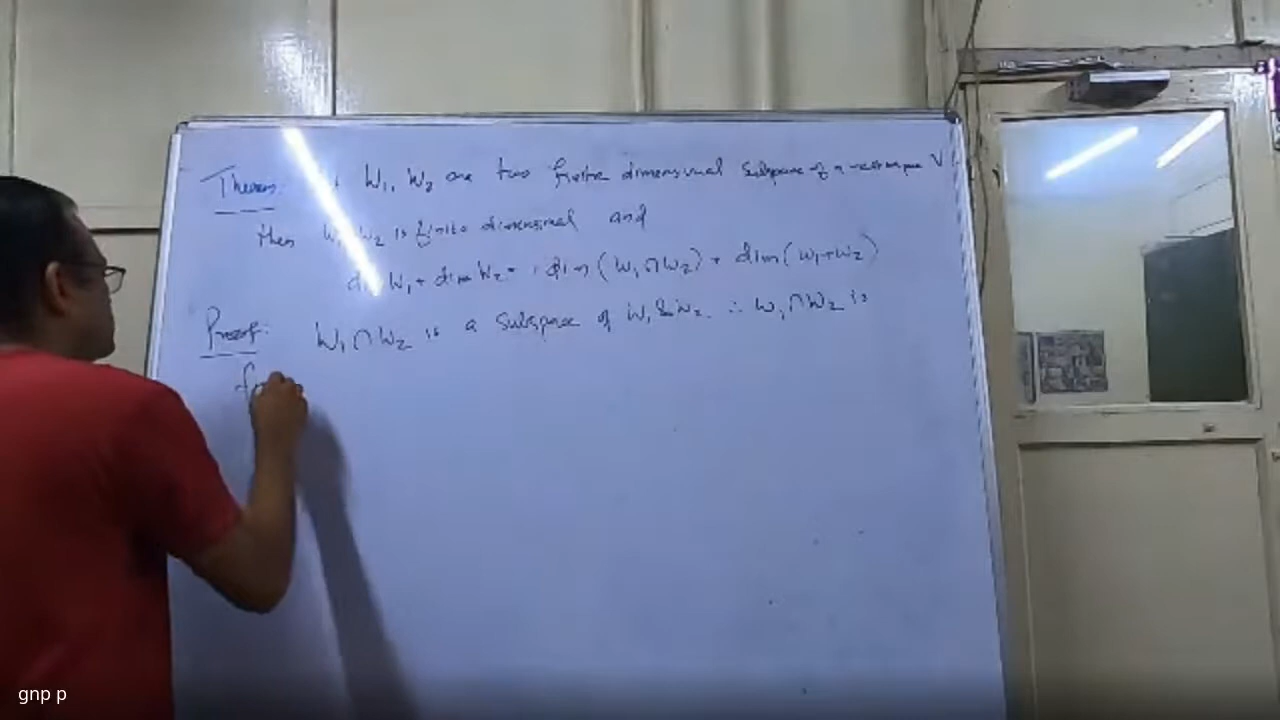 Theorem: W₁, W₂ are two finite dimensional subspace of a vector space V
then W₁ W₂ is finite dimensional and
W₁ + dim W₂ = dim (W₁ ∩ W₂) + dim (W₁+W₂)
Proof: W₁ ∩ W₂ is a subspace of W₁ & W₂. ∴ W₁ ∩ W₂ is
gnp p